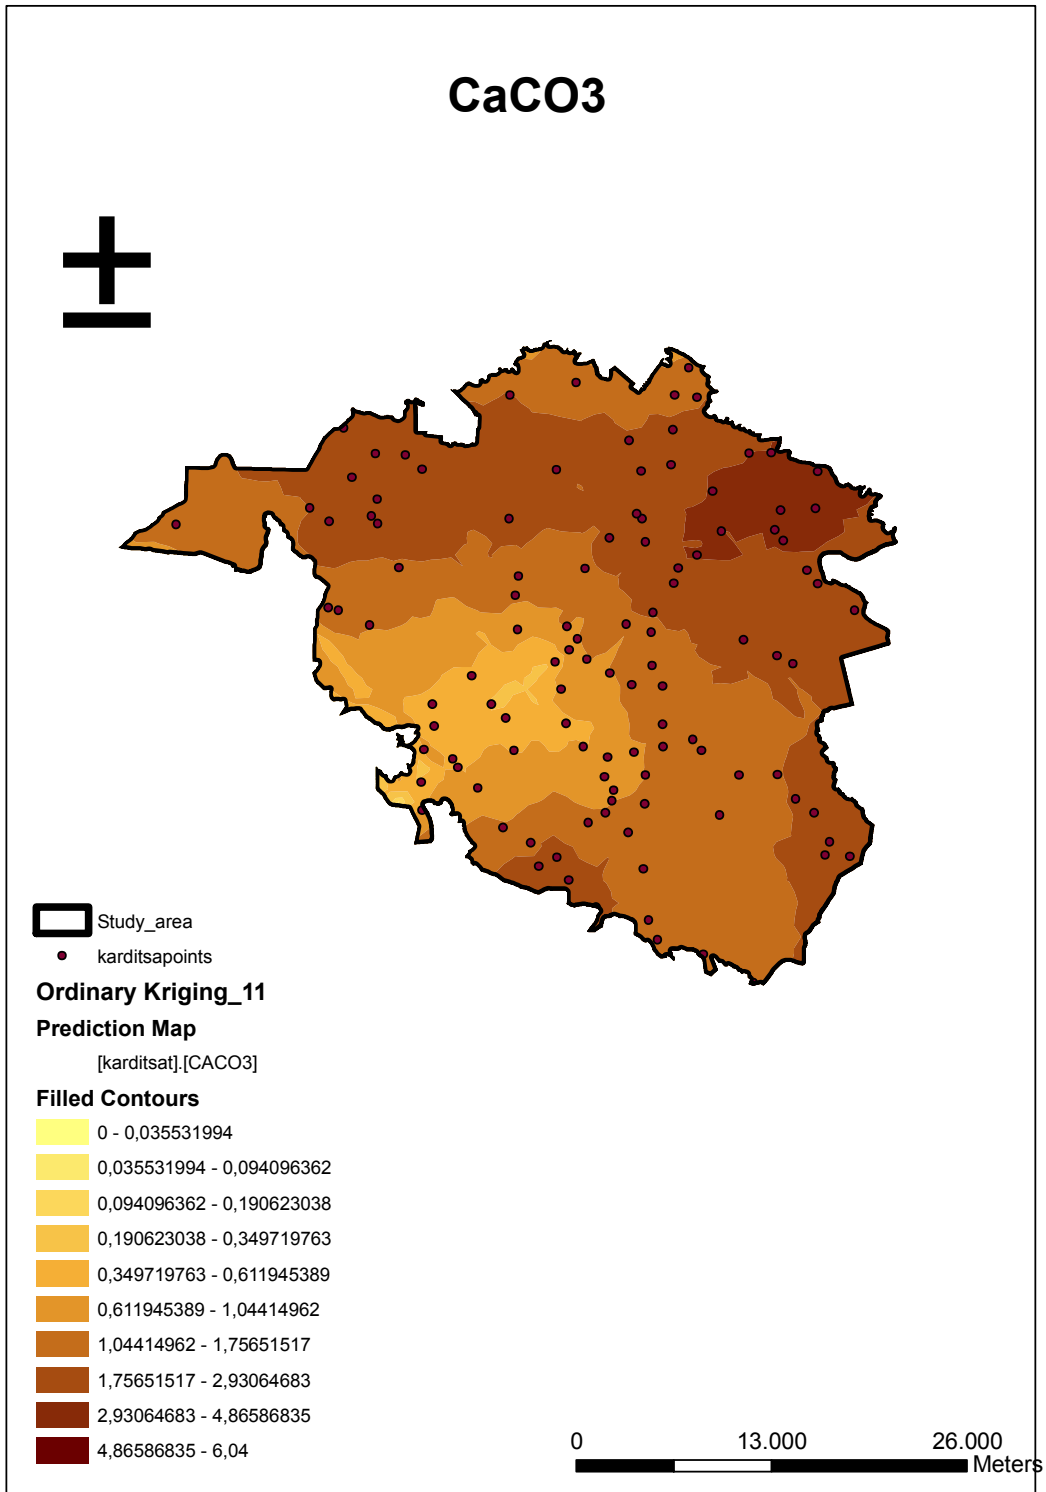 CaCO3
Study_area
karditsapoints
Ordinary Kriging_11
Prediction Map
[karditsat].[CACO3]
Filled Contours
0 - 0,035531994
0,035531994 - 0,094096362
0,094096362 - 0,190623038
0,190623038 - 0,349719763
0,349719763 - 0,611945389
0,611945389 - 1,04414962
1,04414962 - 1,75651517
1,75651517 - 2,93064683
2,93064683 - 4,86586835
4,86586835 - 6,04
0 13.000 26.000
Meters